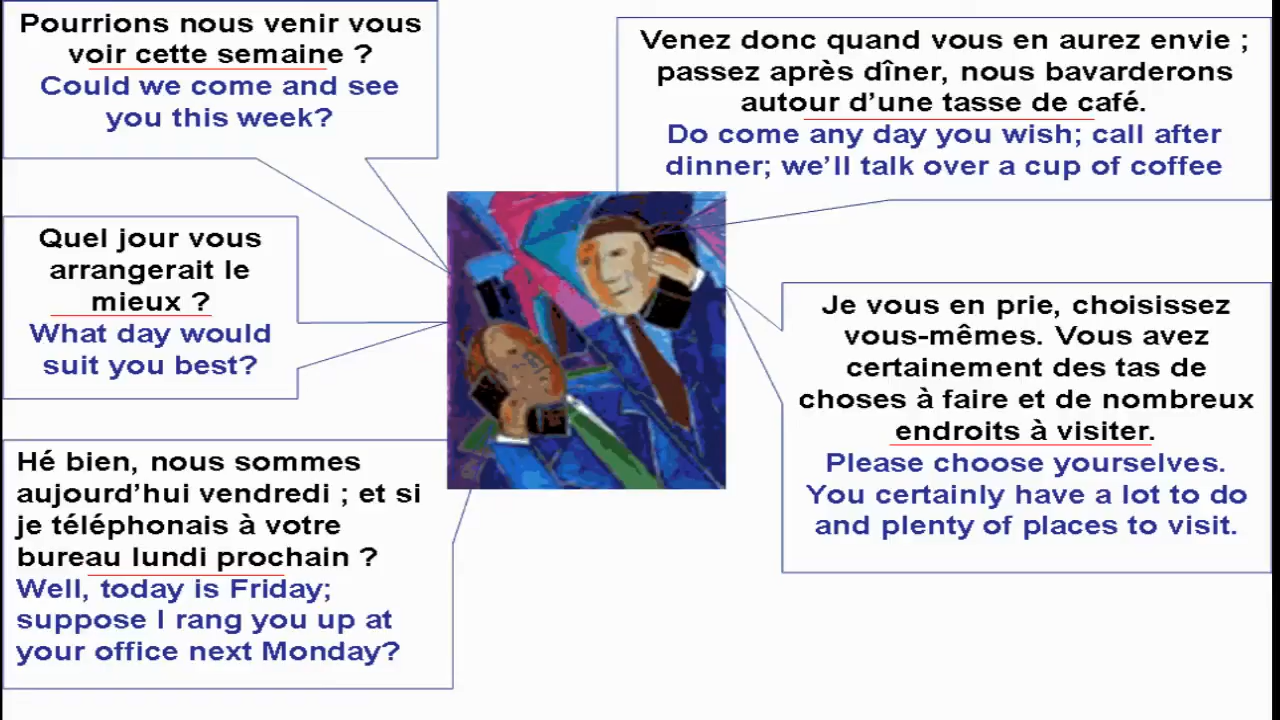 Pourrions nous venir vous
voir cette semaine ?
Could we come and see
you this week?
Venez donc quand vous en aurez envie ;
passez après dîner, nous bavarderons
autour d’une tasse de café.
Do come any day you wish; call after
dinner; we’ll talk over a cup of coffee
Quel jour vous
arrangerait le
mieux ?
What day would
suit you best?
Je vous en prie, choisissez
vous-mêmes. Vous avez
certainement des tas de
choses à faire et de nombreux
endroits à visiter.
Please choose yourselves.
You certainly have a lot to do
and plenty of places to visit.
Hé bien, nous sommes
aujourd’hui vendredi ; et si
je téléphonais à votre
bureau lundi prochain ?
Well, today is Friday;
suppose I rang you up at
your office next Monday?